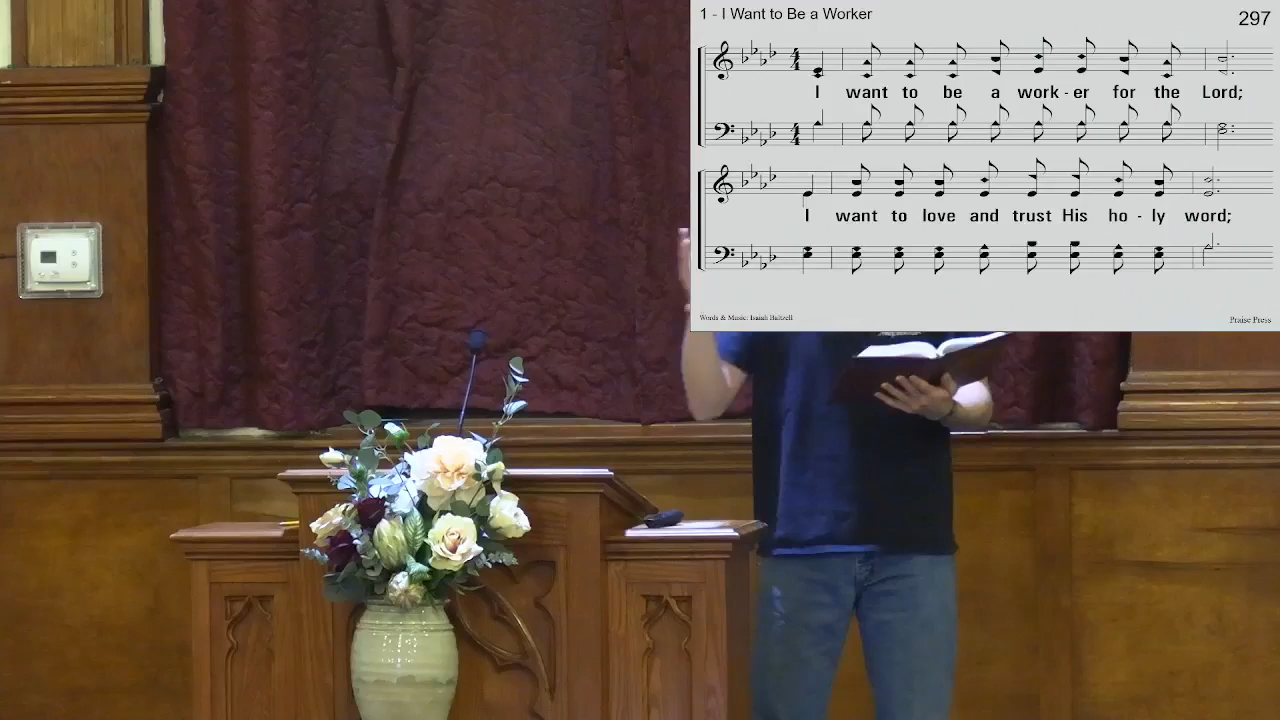 1 - I Want to Be a Worker
297
I want to be a work - er for the Lord;
I want to love and trust His ho - ly word;
Words & Music: Isaiah Baltzell
Praise Press